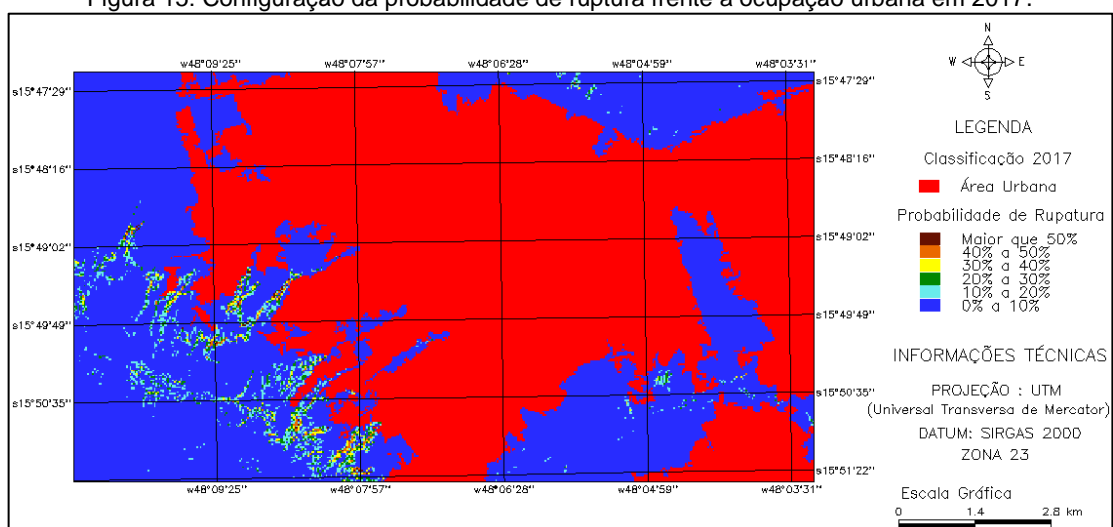 Figura 15: Configuração da probabilidade de ruptura frente à ocupação urbana em 2017.
w48°09'25" w48°07'57" w48°06'28" w48°04'59" w48°03'31"
s15°47'29" s15°47'29"
s15°48'16" s15°48'16"
s15°49'02" s15°49'02"
s15°49'49" s15°49'49"
s15°50'35" s15°50'35"
s15°51'22"
w48°09'25" w48°07'57" w48°06'28" w48°04'59" w48°03'31"
N
W E
S
LEGENDA
Classificação 2017
Área Urbana
Probabilidade de Rupatura
Maior que 50%
40% a 50%
30% a 40%
20% a 30%
10% a 20%
0% a 10%
INFORMAÇÕES TÉCNICAS
PROJEÇÃO : UTM
(Universal Transversa de Mercator)
DATUM: SIRGAS 2000
ZONA 23
Escala Gráfica
0 1.4 2.8 km